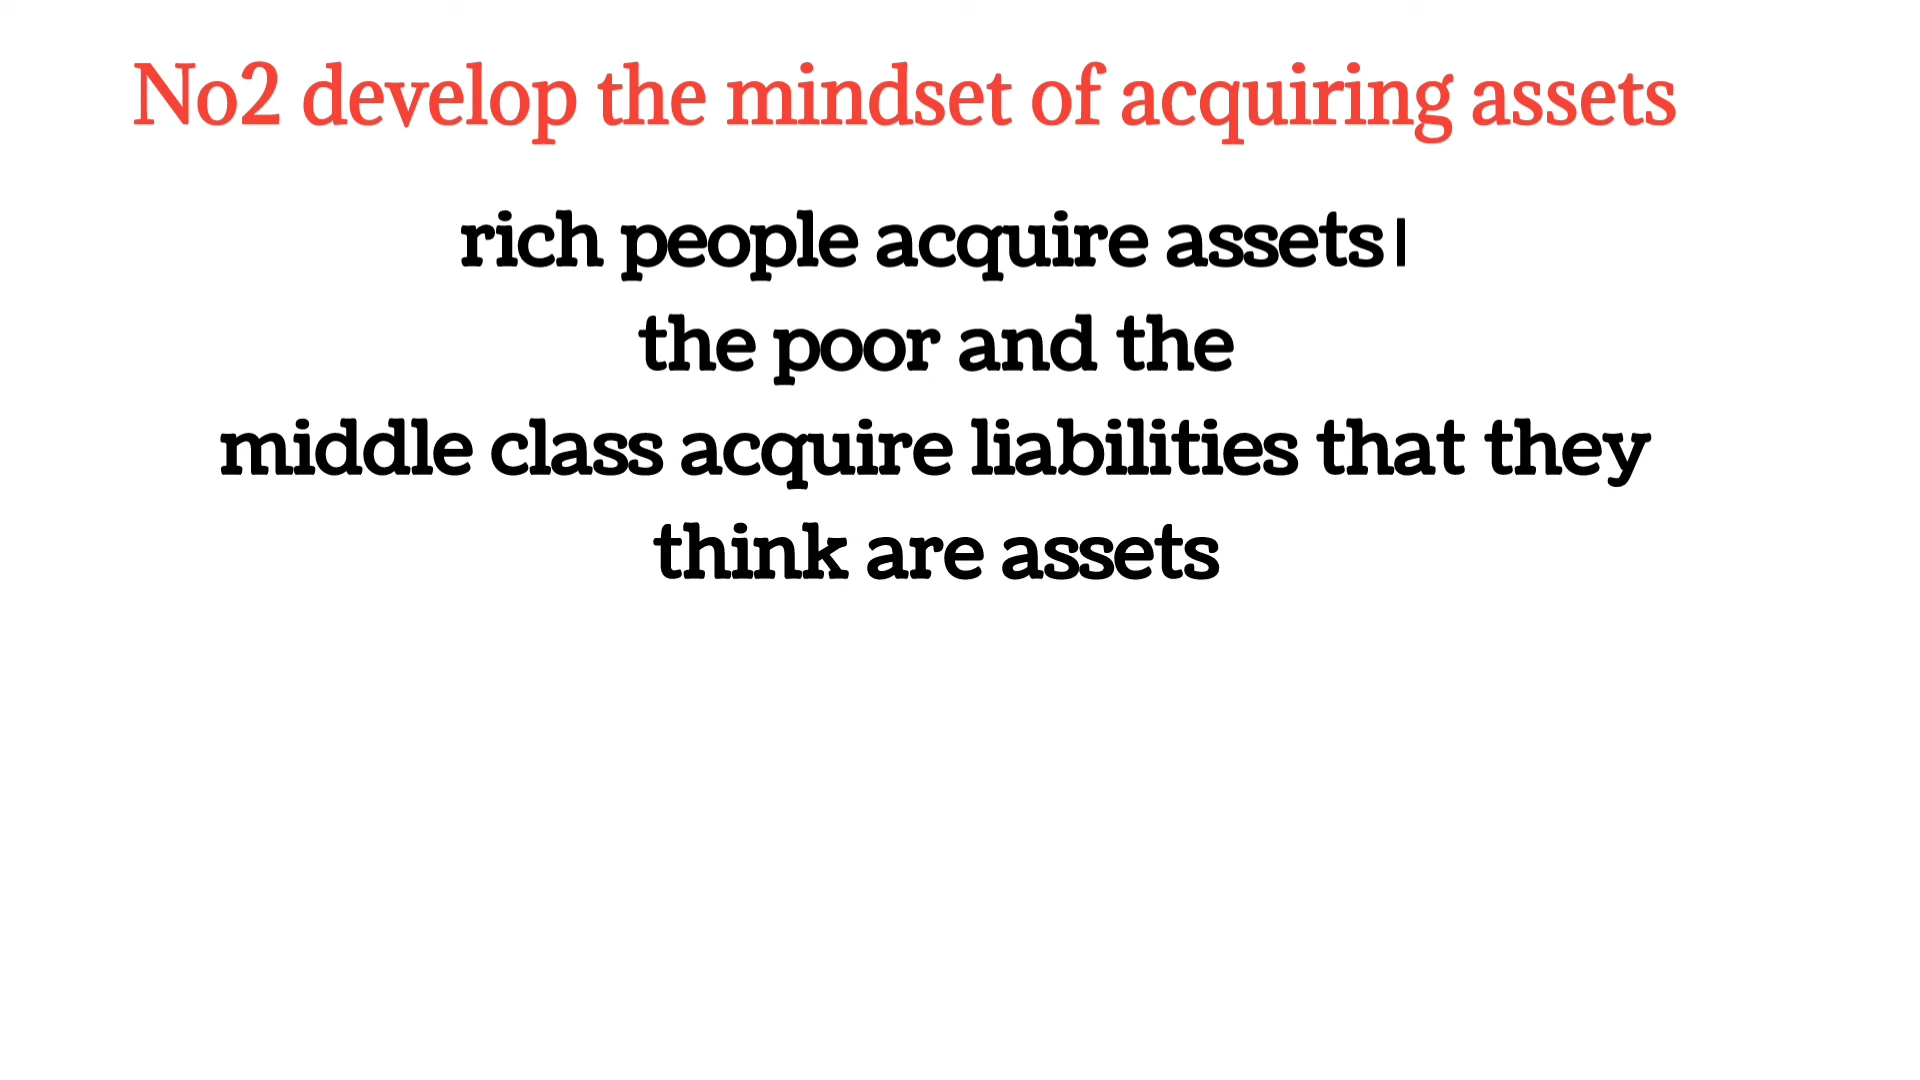 No2 develop the mindset of acquiring assets
rich people acquire assets|
the poor and the
middle class acquire liabilities that they
think are assets